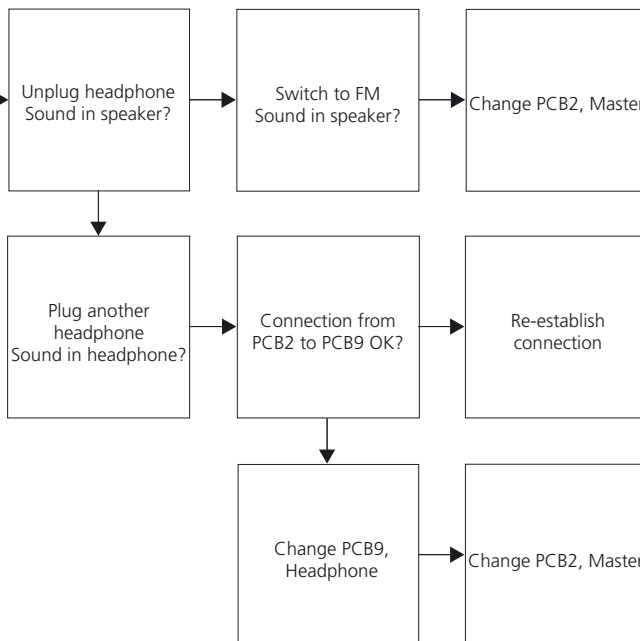 Unplug headphone
Sound in speaker?
Switch to FM
Sound in speaker?
Change PCB2, Master
Plug another
headphone
Sound in headphone?
Connection from
PCB2 to PCB9 OK?
Re-establish
connection
Change PCB9,
Headphone
Change PCB2, Master